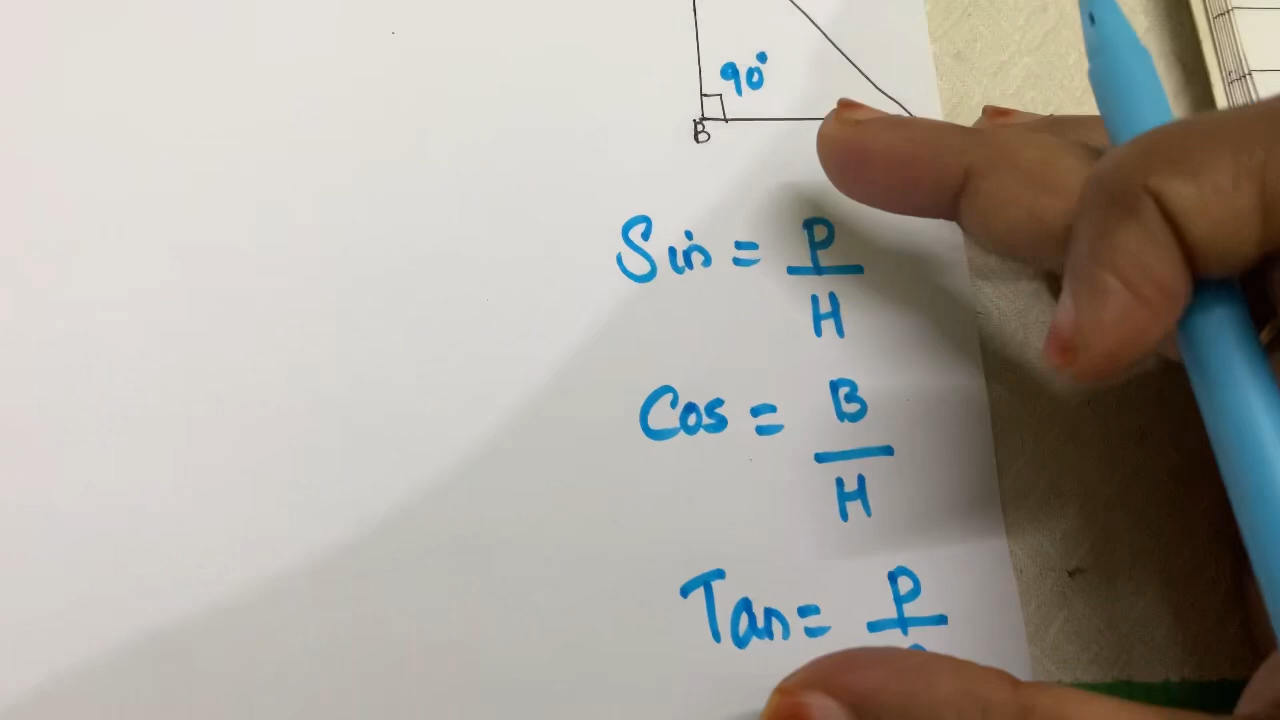 90°
B
Sin = P
H
Cos = B
H
Tan = P